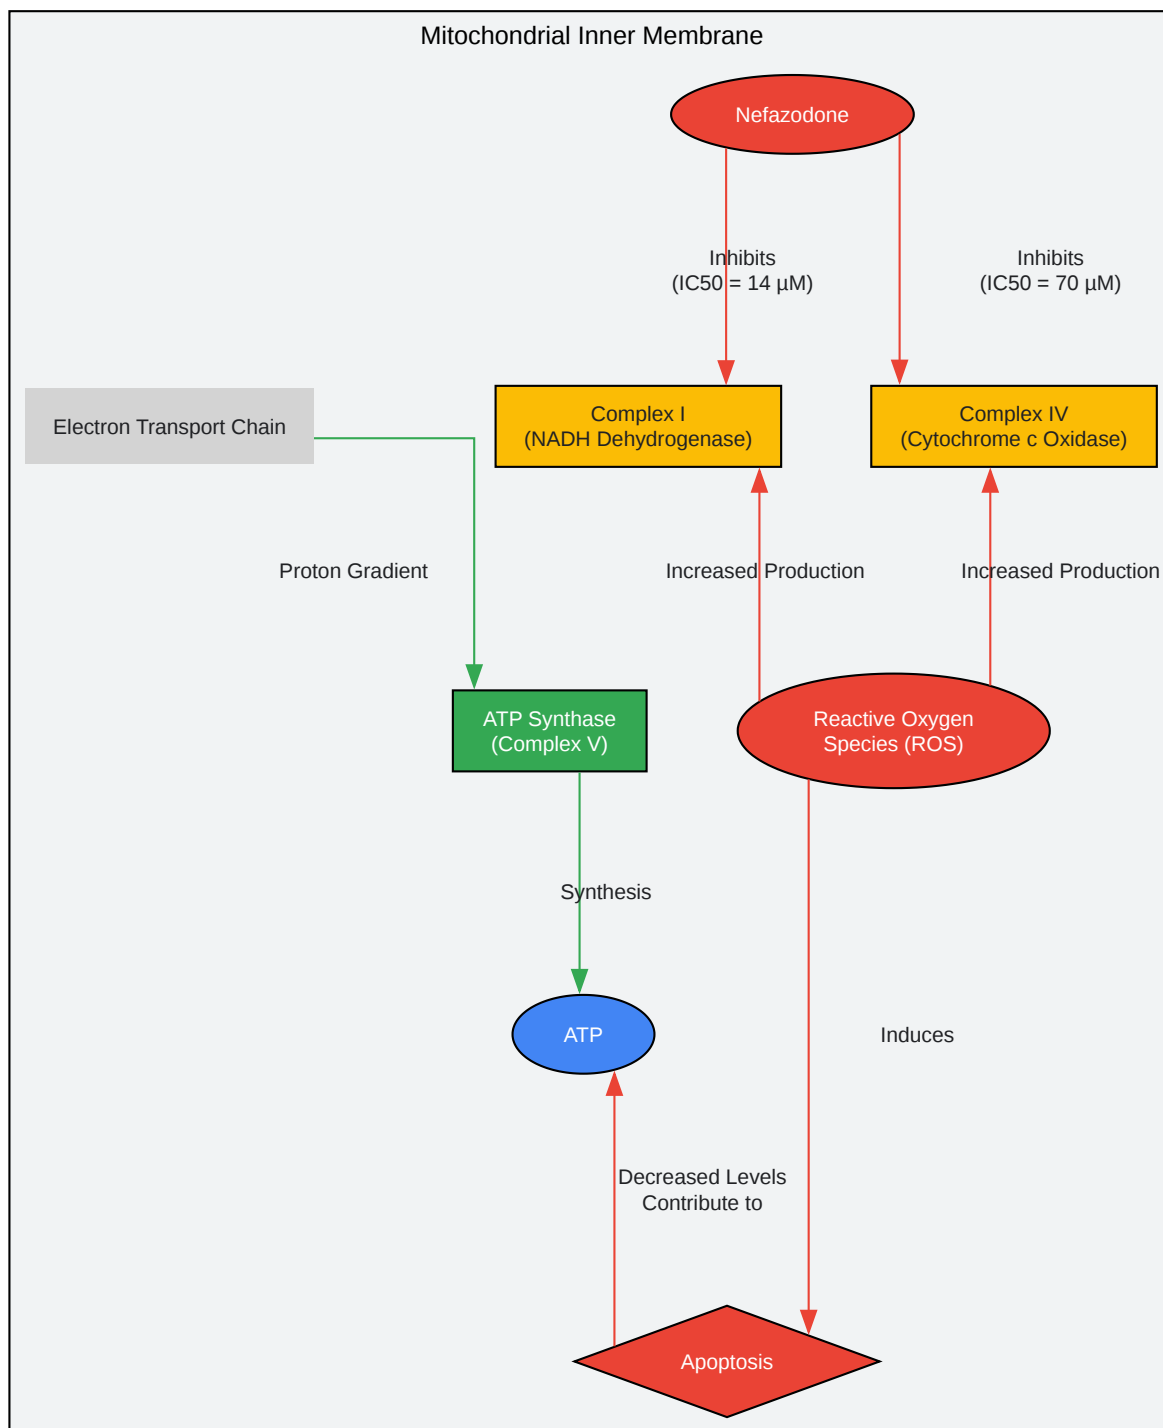 Mitochondrial Inner Membrane
Nefazodone
Inhibits
(IC50 = 14 µM)
Inhibits
(IC50 = 70 µM)
Electron Transport Chain
Complex I
(NADH Dehydrogenase)
Complex IV
(Cytochrome c Oxidase)
Proton Gradient
Increased Production
Increased Production
ATP Synthase
(Complex V)
Reactive Oxygen
Species (ROS)
Synthesis
ATP
Induces
Decreased Levels
Contribute to
Apoptosis